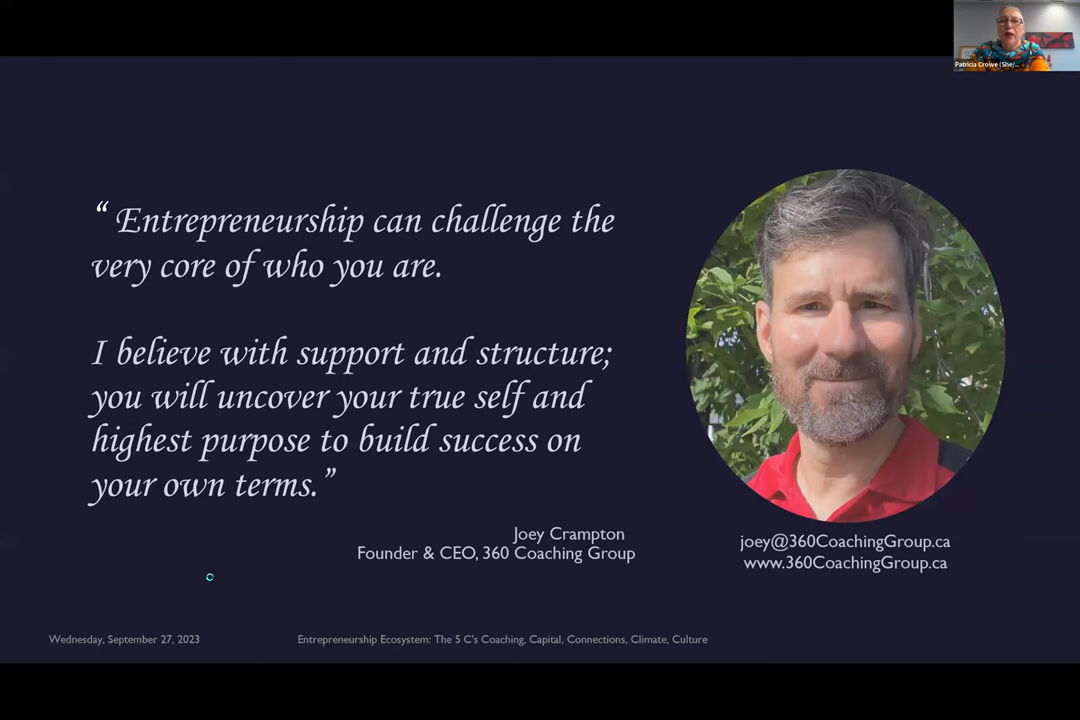 Patricia Crowe (She/...
“ Entrepreneurship can challenge the
very core of who you are.
I believe with support and structure;
you will uncover your true self and
highest purpose to build success on
your own terms.”
Joey Crampton
Founder & CEO, 360 Coaching Group
joey@360CoachingGroup.ca
www.360CoachingGroup.ca
Wednesday, September 27, 2023
Entrepreneurship Ecosystem: The 5 C's Coaching, Capital, Connections, Climate, Culture